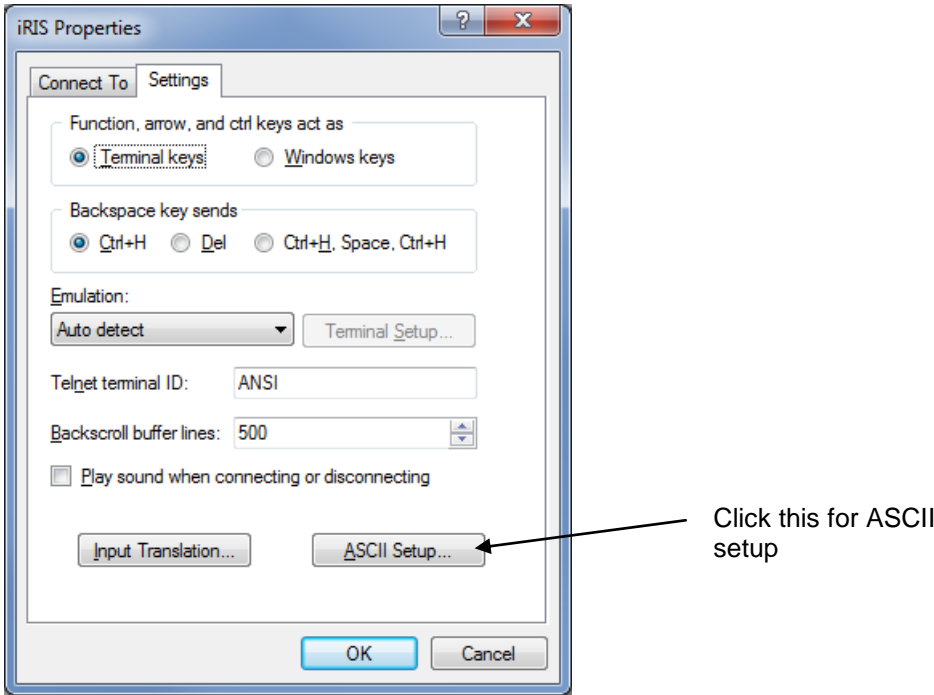 iRIS Properties
Connect To
Settings
Function, arrow, and ctrl keys act as
Terminal keys
Windows keys
Backspace key sends
Ctrl+H
Del
Ctrl+H, Space, Ctrl+H
Emulation:
Auto detect
Terminal Setup...
Telnet terminal ID:
ANSI
Backscroll buffer lines:
500
Play sound when connecting or disconnecting
Input Translation...
ASCII Setup...
Click this for ASCII
setup
OK
Cancel